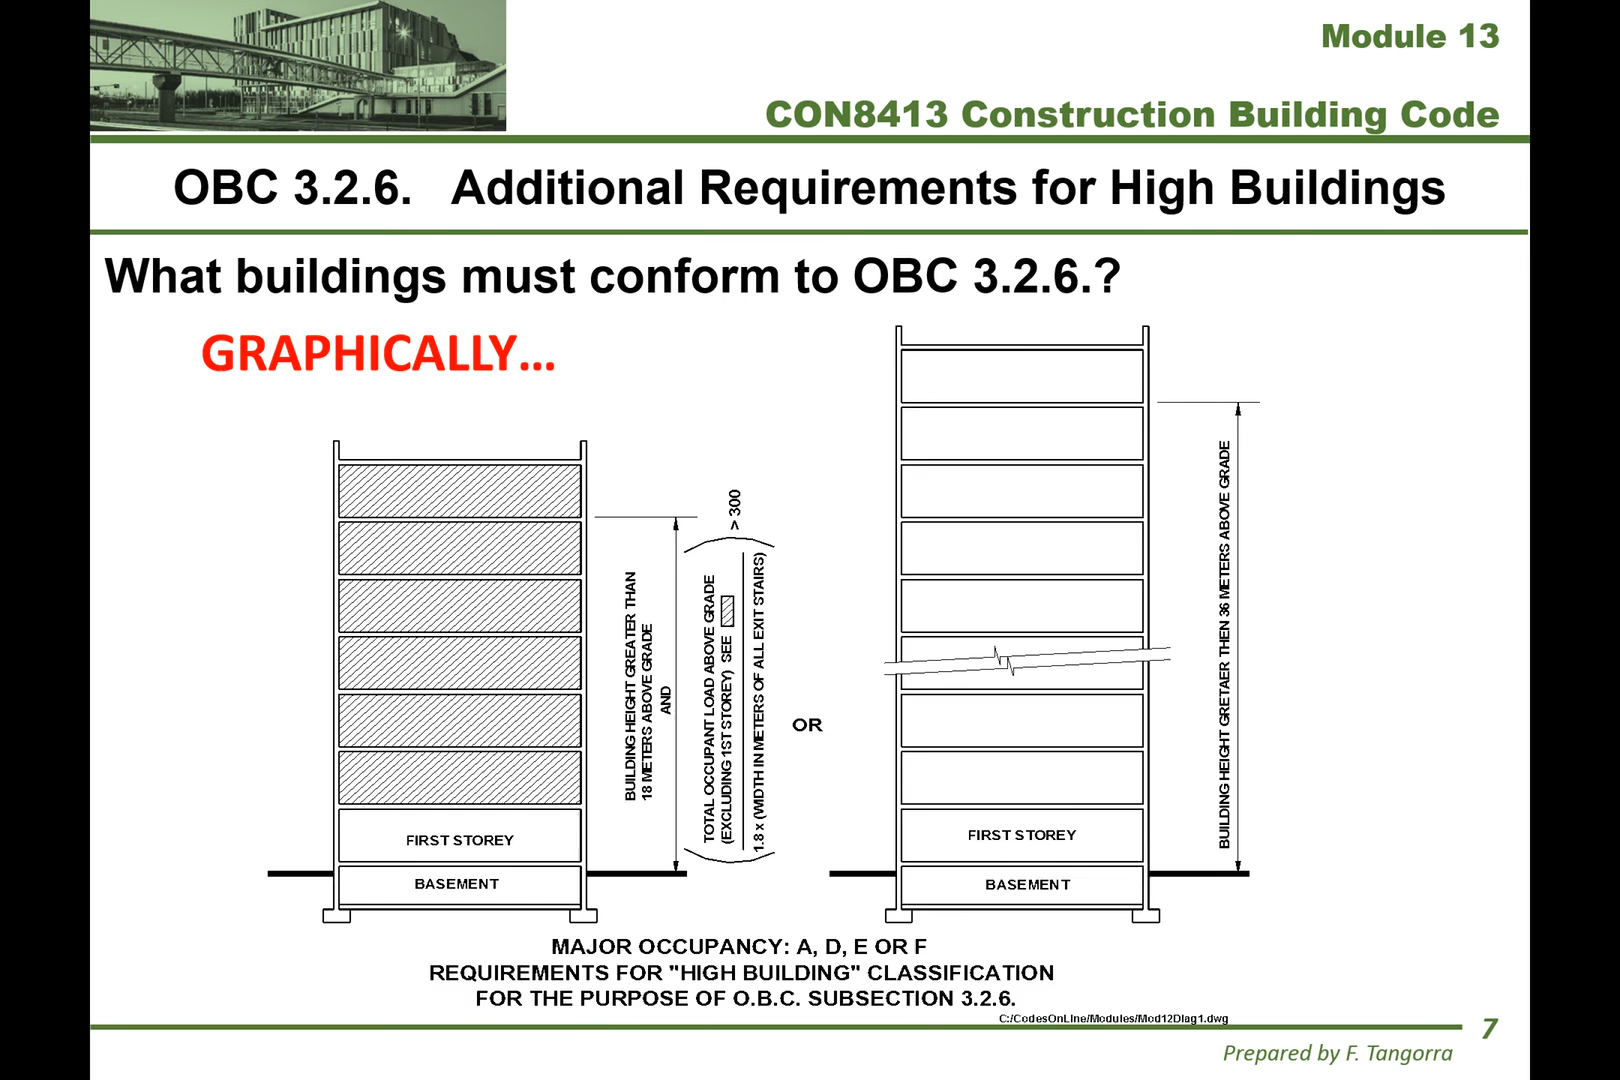 Module 13
CON8413 Construction Building Code
OBC 3.2.6. Additional Requirements for High Buildings
What buildings must conform to OBC 3.2.6.?
GRAPHICALLY...
FIRST STOREY
BASEMENT
BUILDING HEIGHT GREATER THAN
18 METERS ABOVE GRADE
AND
TOTAL OCCUPANT LOAD ABOVE GRADE
(EXCLUDING 1ST STOREY) SEE
1.8 x (WIDTH IN METERS OF ALL EXIT STAIRS)
> 300
OR
FIRST STOREY
BASEMENT
BUILDING HEIGHT GRETAER THEN 36 METERS ABOVE GRADE
MAJOR OCCUPANCY: A, D, E OR F
REQUIREMENTS FOR "HIGH BUILDING" CLASSIFICATION
FOR THE PURPOSE OF O.B.C. SUBSECTION 3.2.6.
C:/CodesOnLine/Modules/Mod12Diag1.dwg
7
Prepared by F. Tangorra